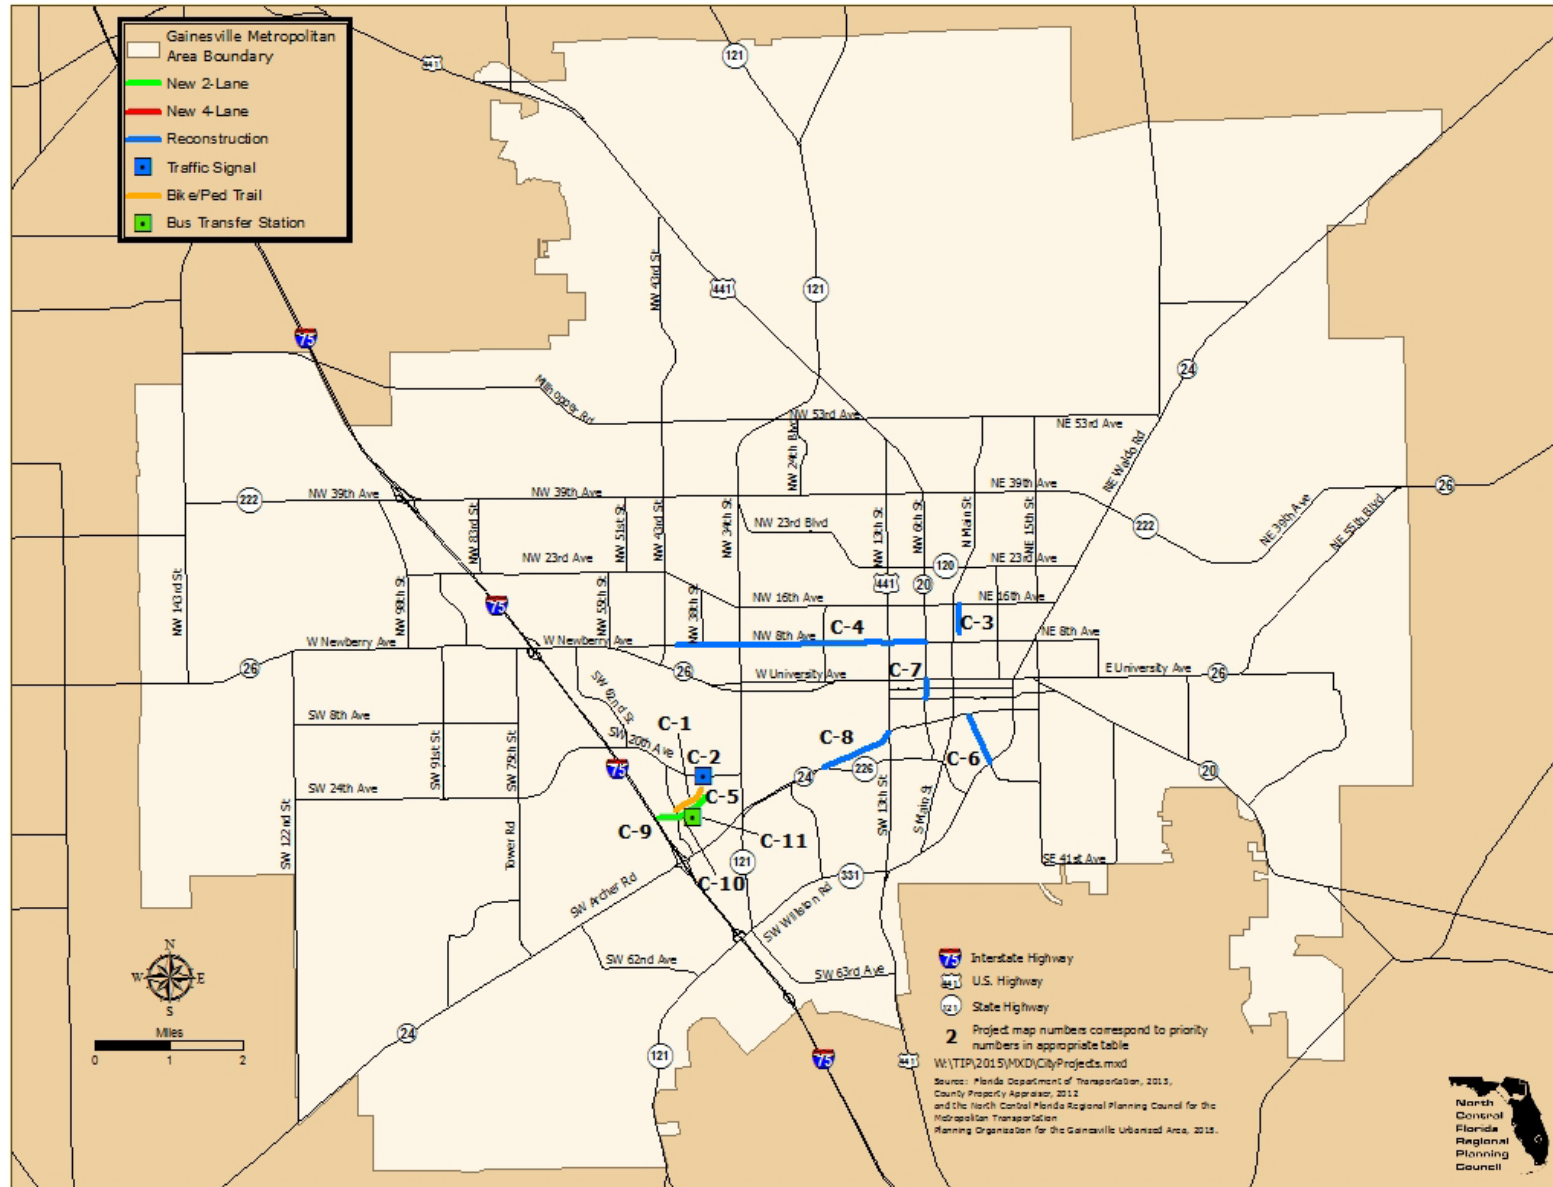 Gainesville Metropolitan
Area Boundary
New 2-Lane
New 4-Lane
Reconstruction
Traffic Signal
Bike/Ped Trail
Bus Transfer Station
441
121
75
NW 43rd St
441
121
24
Millhopper Rd
NW 53rd Ave
NE 53rd Ave
NW 24th Blvd
NE Waldo Rd
222
NW 39th Ave
NW 39th Ave
NE 39th Ave
26
NE 39th Ave
NE 55th Blvd
222
NW 83rd St
NW 51st St
NW 43rd St
NW 34th St
NW 23rd Blvd
NW 13th St
NW 6th St
N Main St
NE 15th St
NW 23rd Ave
120
NE 23rd Ave
NW 143rd St
NW 98th St
75
NW 55th St
NW 38th St
441
20
NW 16th Ave
NE 16th Ave
C-3
C-4
W Newberry Ave
W Newberry Ave
NW 8th Ave
NE 8th Ave
26
26
W University Ave
C-7
E University Ave
26
SW 62nd St
SW 8th Ave
C-1
SW 20th Ave
C-2
C-8
C-6
SW 91st St
SW 75th St
75
24
226
20
SW 24th Ave
C-5
SW 122nd St
Tower Rd
C-9
C-11
SW 13th St
S Main St
SE 41st Ave
C-10
121
331
SW Archer Rd
SW Williston Rd
SW 62nd Ave
SW 63rd Ave
N
W E
S
Miles
0 1 2
24
121
75
441
75 Interstate Highway
441 U.S. Highway
121 State Highway
2 Project map numbers correspond to priority
numbers in appropriate table
W:\TIP\2015\MXD\CityProjects.mxd
Source: Florida Department of Transportation, 2013,
County Property Appraiser, 2012
and the North Central Florida Regional Planning Council for the
Metropolitan Transportation
Planning Organization for the Gainesville Urbanized Area, 2015.
North
Central
Florida
Regional
Planning
Council